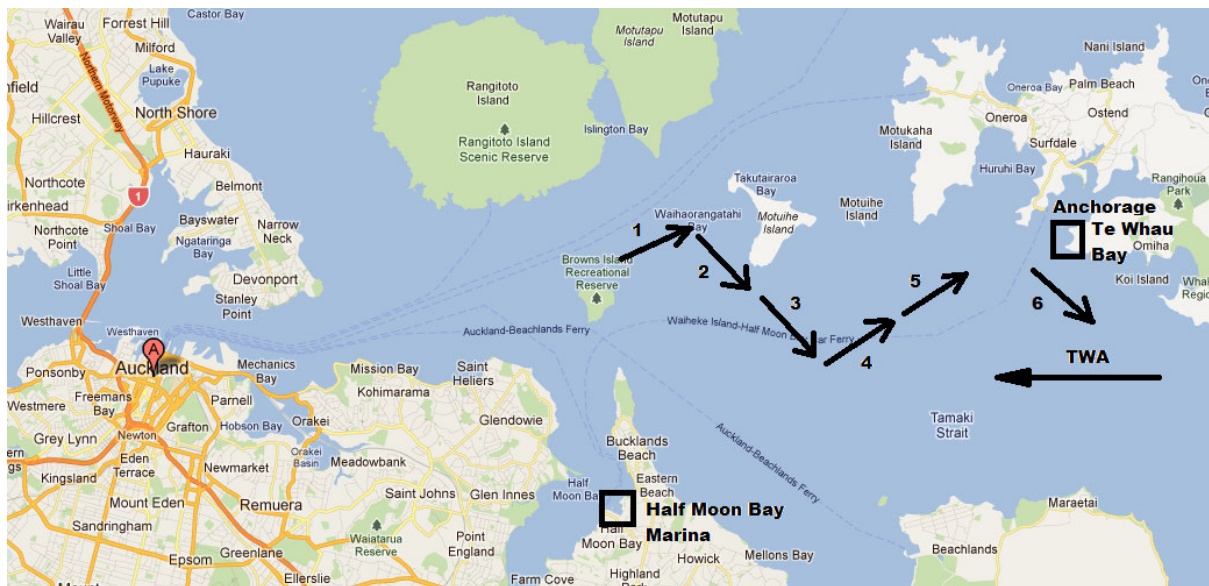 Castor Bay
Wairau Valley
Forrest Hill
Milford
Lake Pupuke
Northern Motorway
Hillcrest
North Shore
Hauraki
Northcote
Northcote Point
Shoal Bay
1
Bayswater
Ngataringa Bay
Belmont
Narrow Neck
Devonport
Stanley Point
Little Shoal Bay
Westhaven
Westhaven
A
Auckland
Ponsonby
Freemans Bay
Newton
Eden Terrace
Grafton
Parnell
Mechanics Bay
Hobson Bay
Orakei
Orakei Basin
Newmarket
Grey Lynn
Westmere
Kingsland
Mount Eden
Sandringham
Epsom
Remuera
Greenlane
Ellerslie
Waiatarua Reserve
Meadowbank
Mission Bay
Kohimarama
Saint Heliers
Glendowie
Saint Johns
Glen Innes
Point England
Farm Cove
Highland
Half Moon Bay
Half Moon Bay
Bucklands Beach
Eastern Beach
Howick
Mellons Bay
Half Moon Bay
Marina
Rangitoto Island
Rangitoto Island Scenic Reserve
Motutapu Island
Motutapu Island
Islington Bay
Browns Island Recreational Reserve
Waihaorangatahi Bay
Takutairaroa Bay
Motuihe Island
Motuihe Island
Motukaha Island
Auckland-Beachlands Ferry
Auckland-Beachlands Ferry
Waiheke Island-Half Moon
ar Ferry
1
2
3
4
5
6
Nani Island
Oneroa Bay
Palm Beach
Oneroa
Ostend
Surfdale
Huruhi Bay
Rangihoua Park
Omiha
Koi Island
Anchorage
Te Whau
Bay
TWA
Tamaki Strait
Maraetai
Beachlands